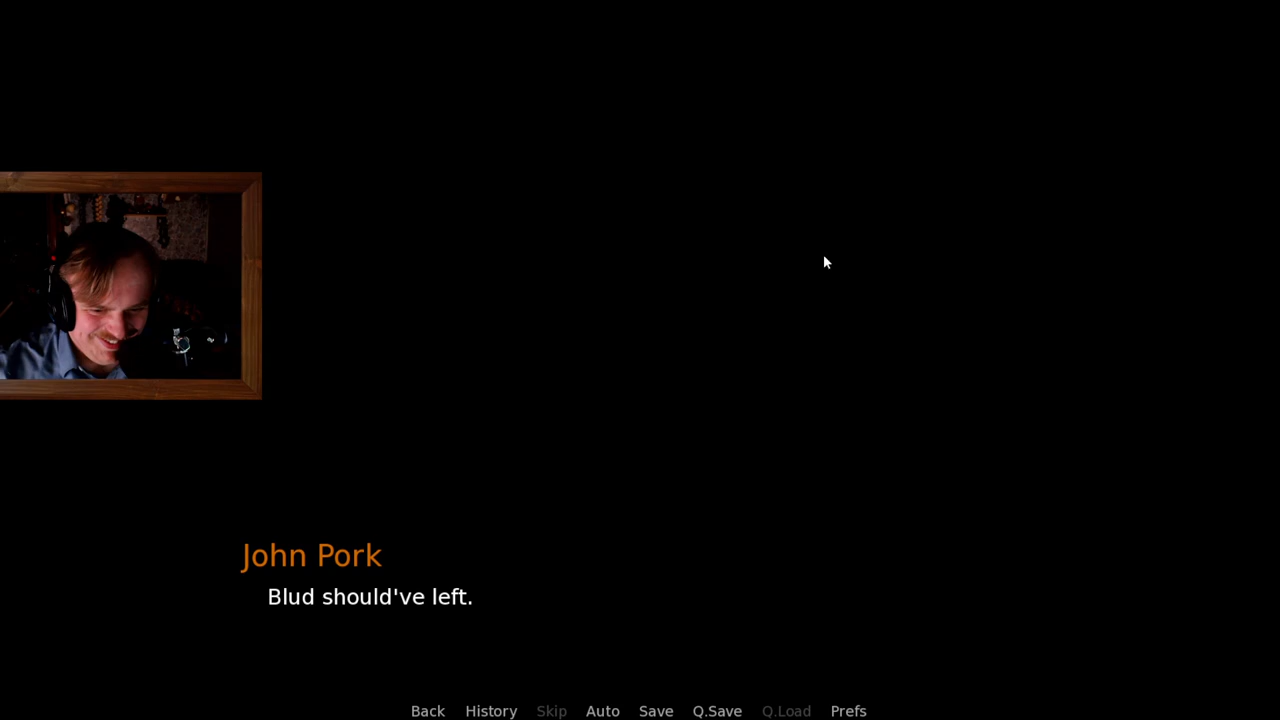 John Pork
Blud should've left.
Back History Skip Auto Save Q.Save Q.Load Prefs